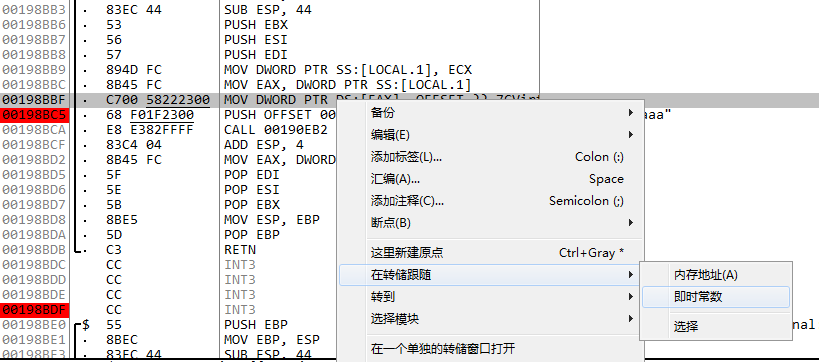 00198BB3 . 83EC 44 SUB ESP, 44
00198BB6 . 53 PUSH EBX
00198BB7 . 56 PUSH ESI
00198BB8 . 57 PUSH EDI
00198BB9 . 894D FC MOV DWORD PTR SS:[LOCAL.1], ECX
00198BBC . 8B45 FC MOV EAX, DWORD PTR SS:[LOCAL.1]
00198BBF . C700 58222300 MOV DWORD PTR DS:[EAX], OFFSET
00198BC5 . 68 F01F2300 PUSH OFFSET 00 aaa"
00198BCA . E8 E382FFFF CALL 00190EB2
00198BCF . 83C4 04 ADD ESP, 4
00198BD2 . 8B45 FC MOV EAX, DWORD
00198BD5 . 5F POP EDI
00198BD6 . 5E POP ESI
00198BD7 . 5B POP EBX
00198BD8 . 8BE5 MOV ESP, EBP
00198BDA . 5D POP EBP
00198BDB . C3 RETN
00198BDC CC INT3
00198BDD CC INT3
00198BDE CC INT3
00198BDF CC INT3
00198BE0 $ 55 PUSH EBP nal
00198BE1 . 8BEC MOV EBP, ESP
00198BE3 . 83EC 44 SUB ESP, 44
备份
编辑(E)
添加标签(L)... Colon (:)
汇编(A)... Space
添加注释(C)... Semicolon (;)
断点(B)
这里新建原点 Ctrl+Gray *
在转储跟随
转到
选择模块
在一个单独的转储窗口打开
内存地址(A)
即时常数
选择